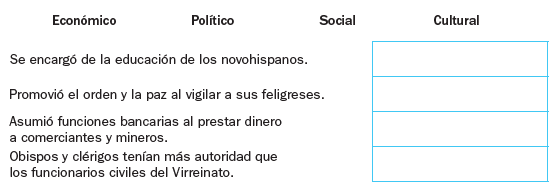 Económico Político Social Cultural
Se encargó de la educación de los novohispanos.
Promovió el orden y la paz al vigilar a sus feligreses.
Asumió funciones bancarias al prestar dinero
a comerciantes y mineros.
Obispos y clérigos tenían más autoridad que
los funcionarios civiles del Virreinato.